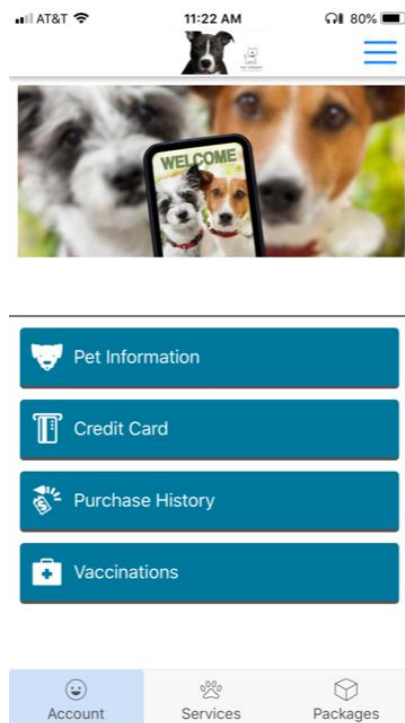 AT&T 11:22 AM 80%
WELCOME
Pet Information
Credit Card
Purchase History
Vaccinations
Account Services Packages